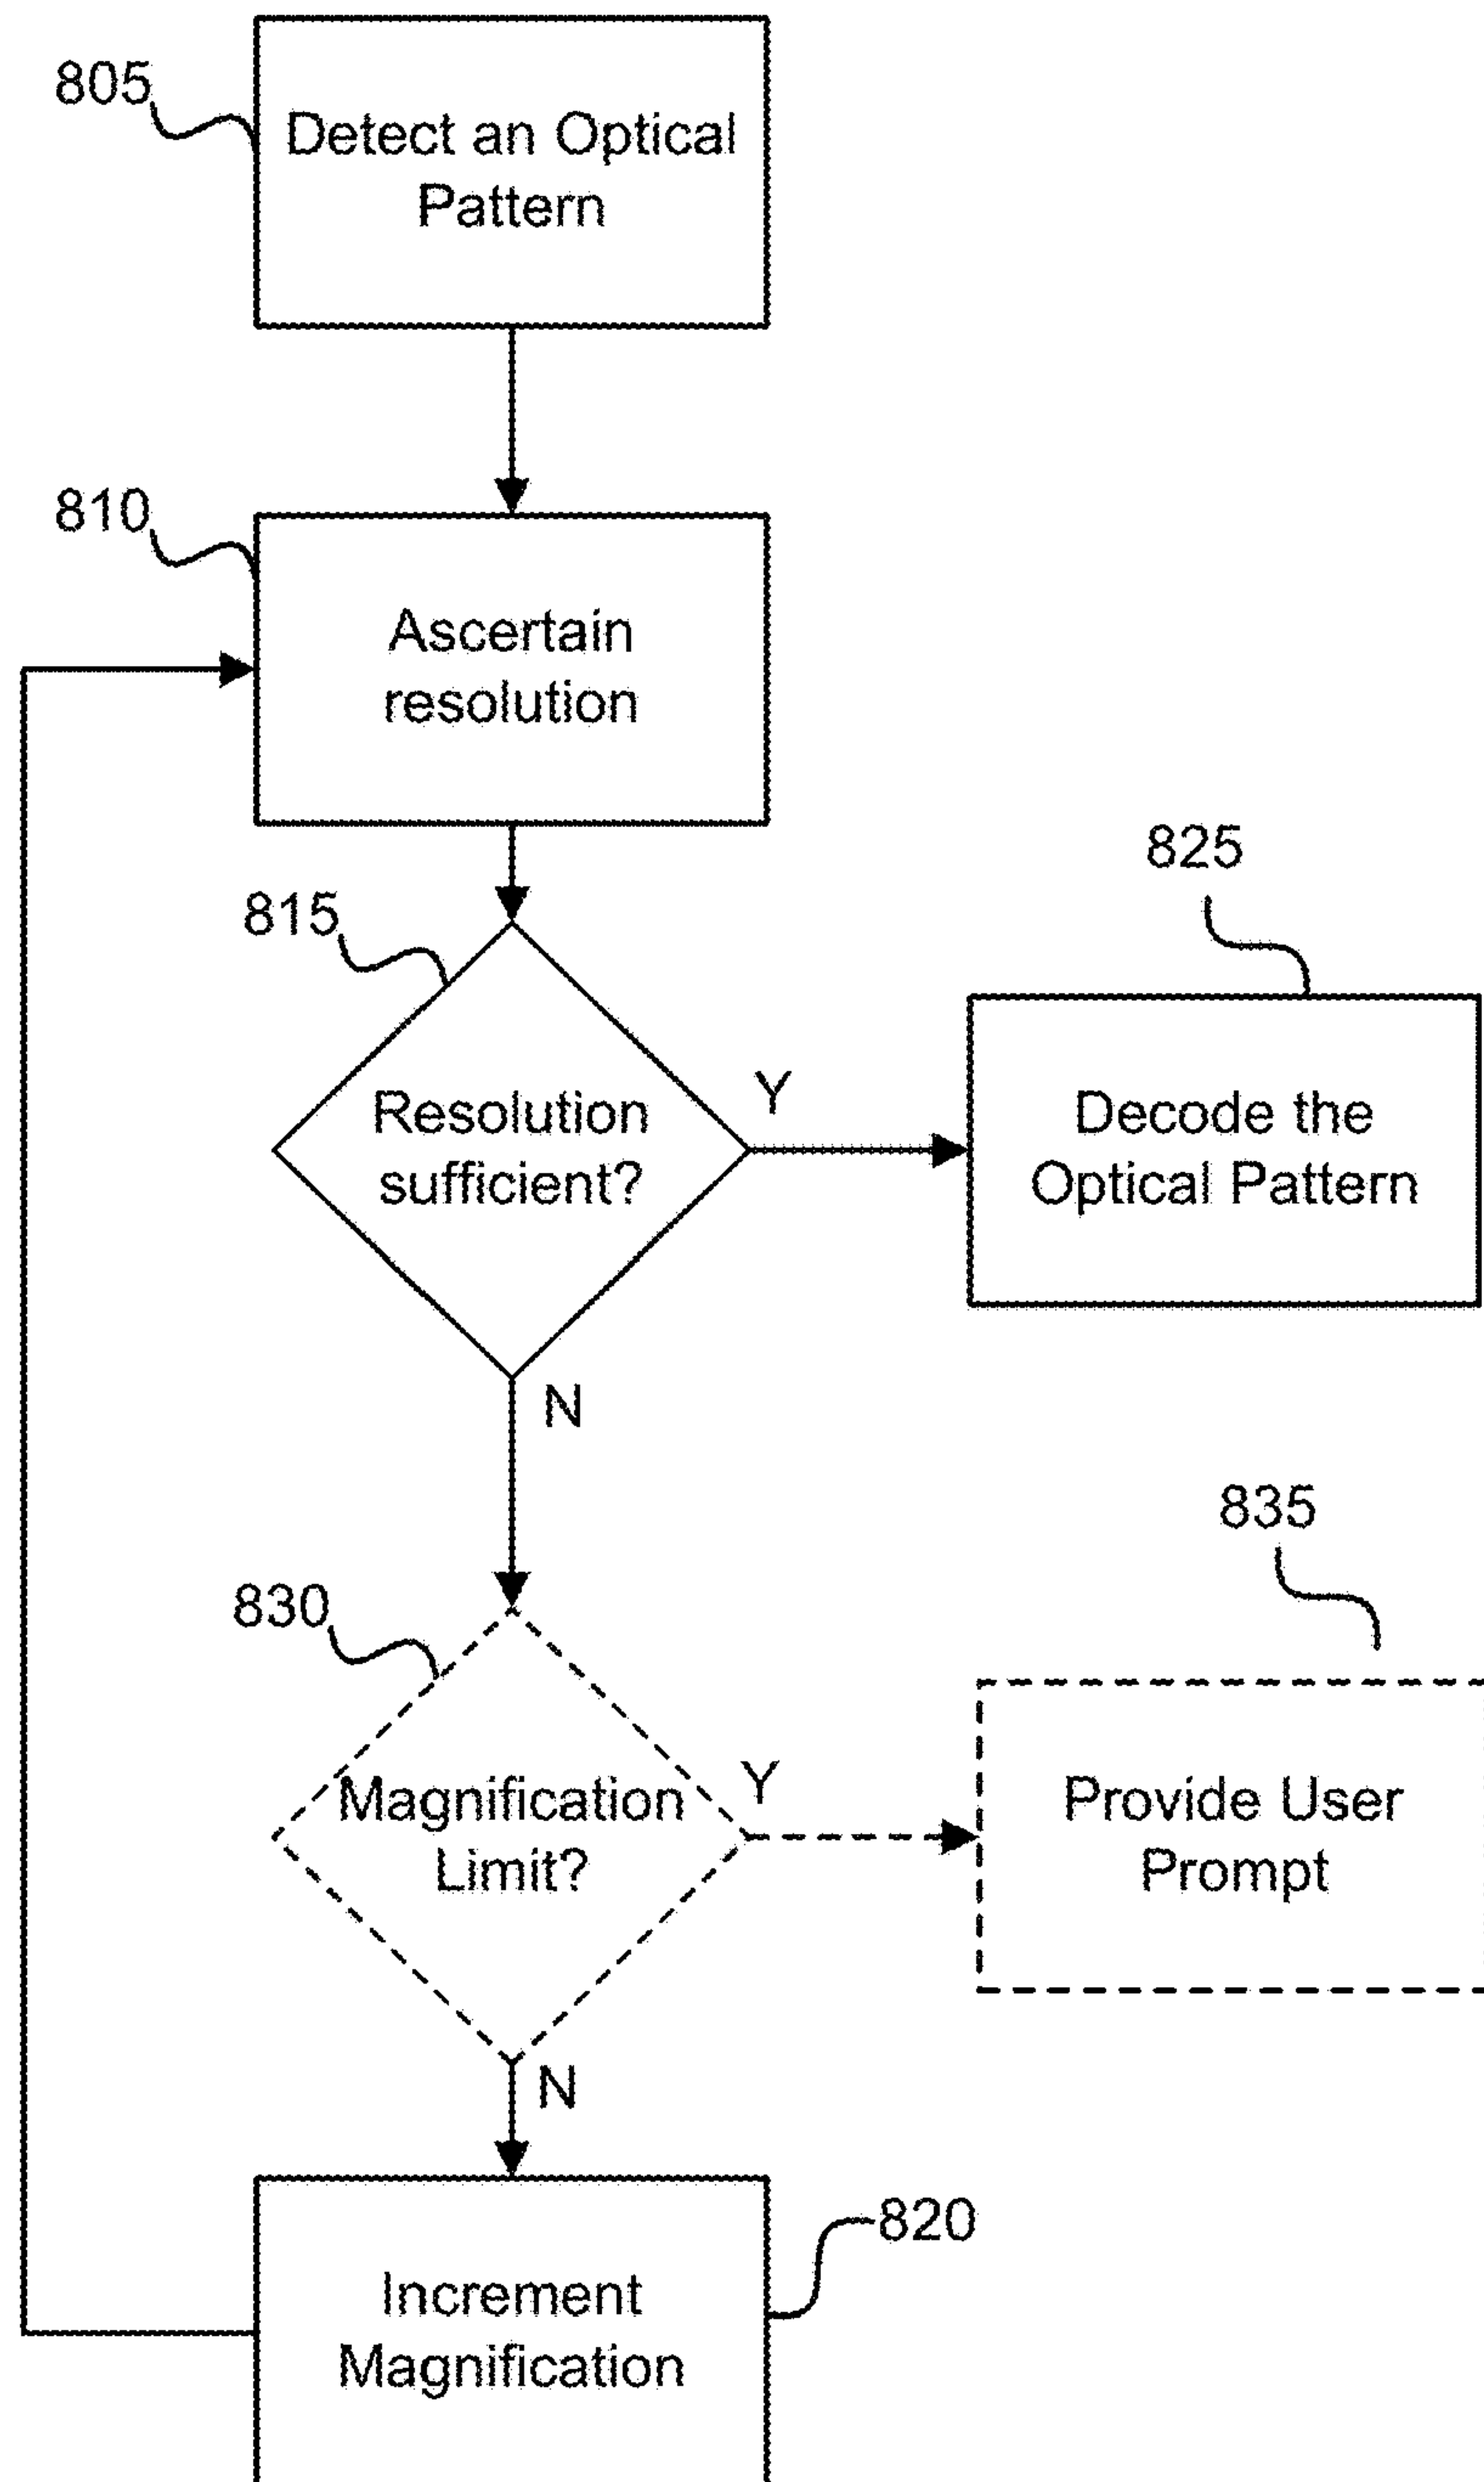 805
Detect an Optical
Pattern
810
Ascertain
resolution
815
825
Resolution
sufficient?
Y
Decode the
Optical Pattern
N
835
830
Magnification
Limit?
Y
Provide User
Prompt
N
820
Increment
Magnification